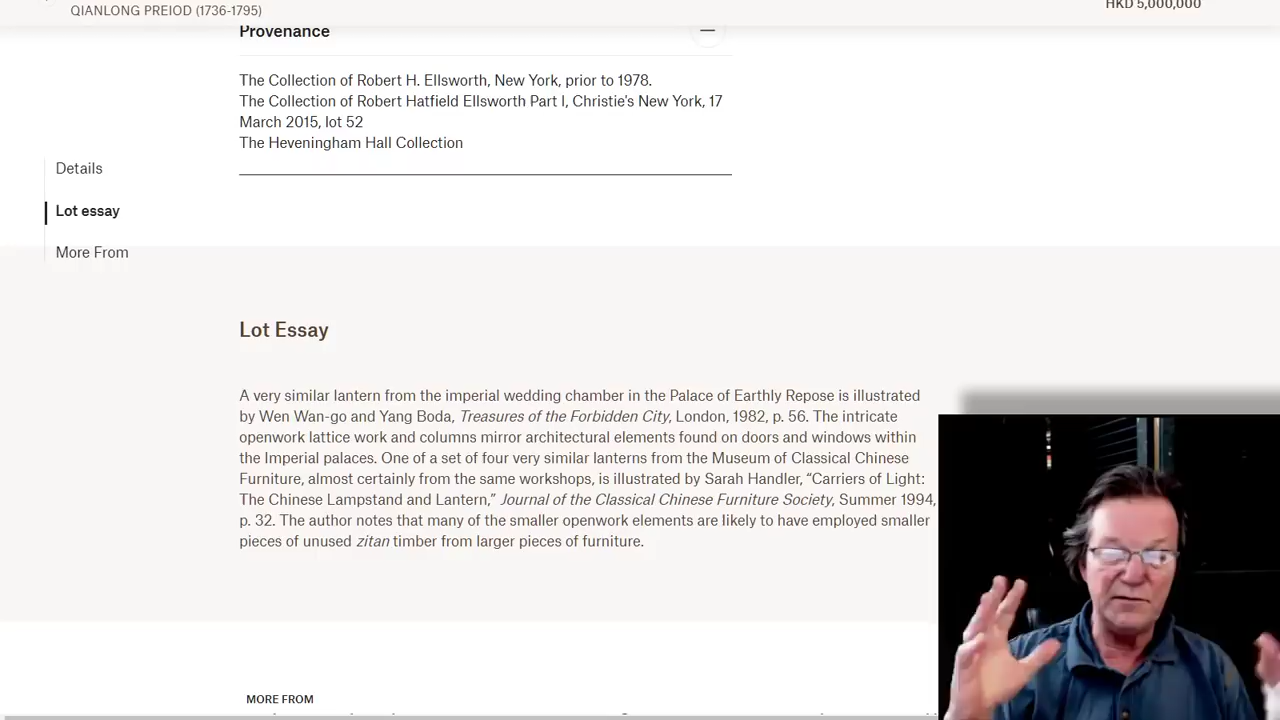 QIANLONG PREIOD (1736-1795)
HKD 5,000,000
Provenance
The Collection of Robert H. Ellsworth, New York, prior to 1978.
The Collection of Robert Hatfield Ellsworth Part I, Christie's New York, 17
March 2015, lot 52
The Heveningham Hall Collection
Details
Lot essay
More From
Lot Essay
A very similar lantern from the imperial wedding chamber in the Palace of Earthly Repose is illustrated
by Wen Wan-go and Yang Boda, Treasures of the Forbidden City, London, 1982, p. 56. The intricate
openwork lattice work and columns mirror architectural elements found on doors and windows within
the Imperial palaces. One of a set of four very similar lanterns from the Museum of Classical Chinese
Furniture, almost certainly from the same workshops, is illustrated by Sarah Handler, “Carriers of Light:
The Chinese Lampstand and Lantern,” Journal of the Classical Chinese Furniture Society, Summer 1994,
p. 32. The author notes that many of the smaller openwork elements are likely to have employed smaller
pieces of unused zitan timber from larger pieces of furniture.
MORE FROM